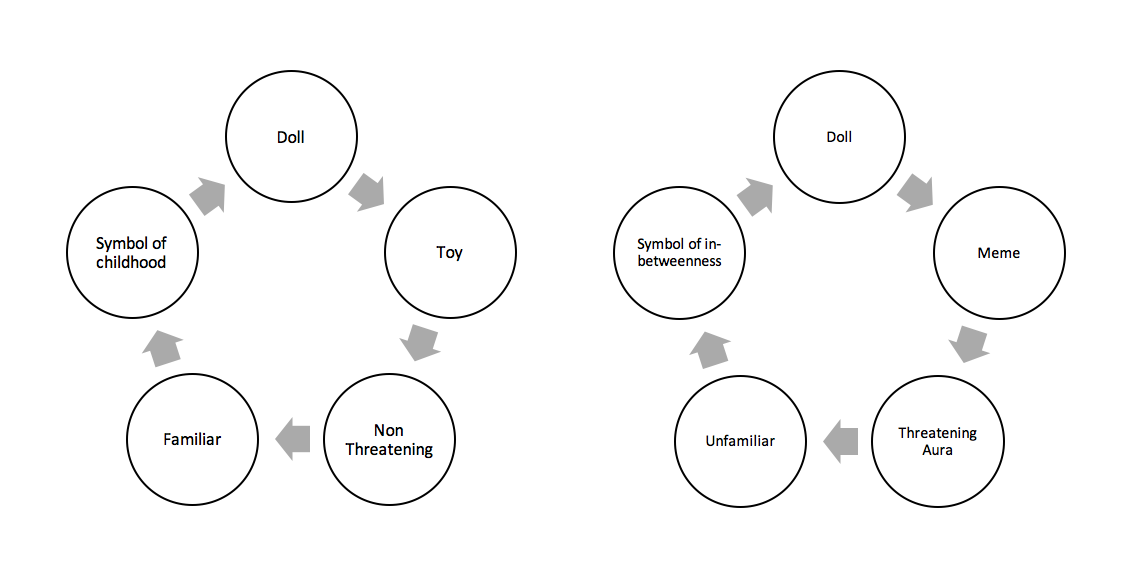 Doll
Toy
Non
Threatening
Familiar
Symbol of
childhood
Doll
Meme
Threatening
Aura
Unfamiliar
Symbol of in-
betweenness